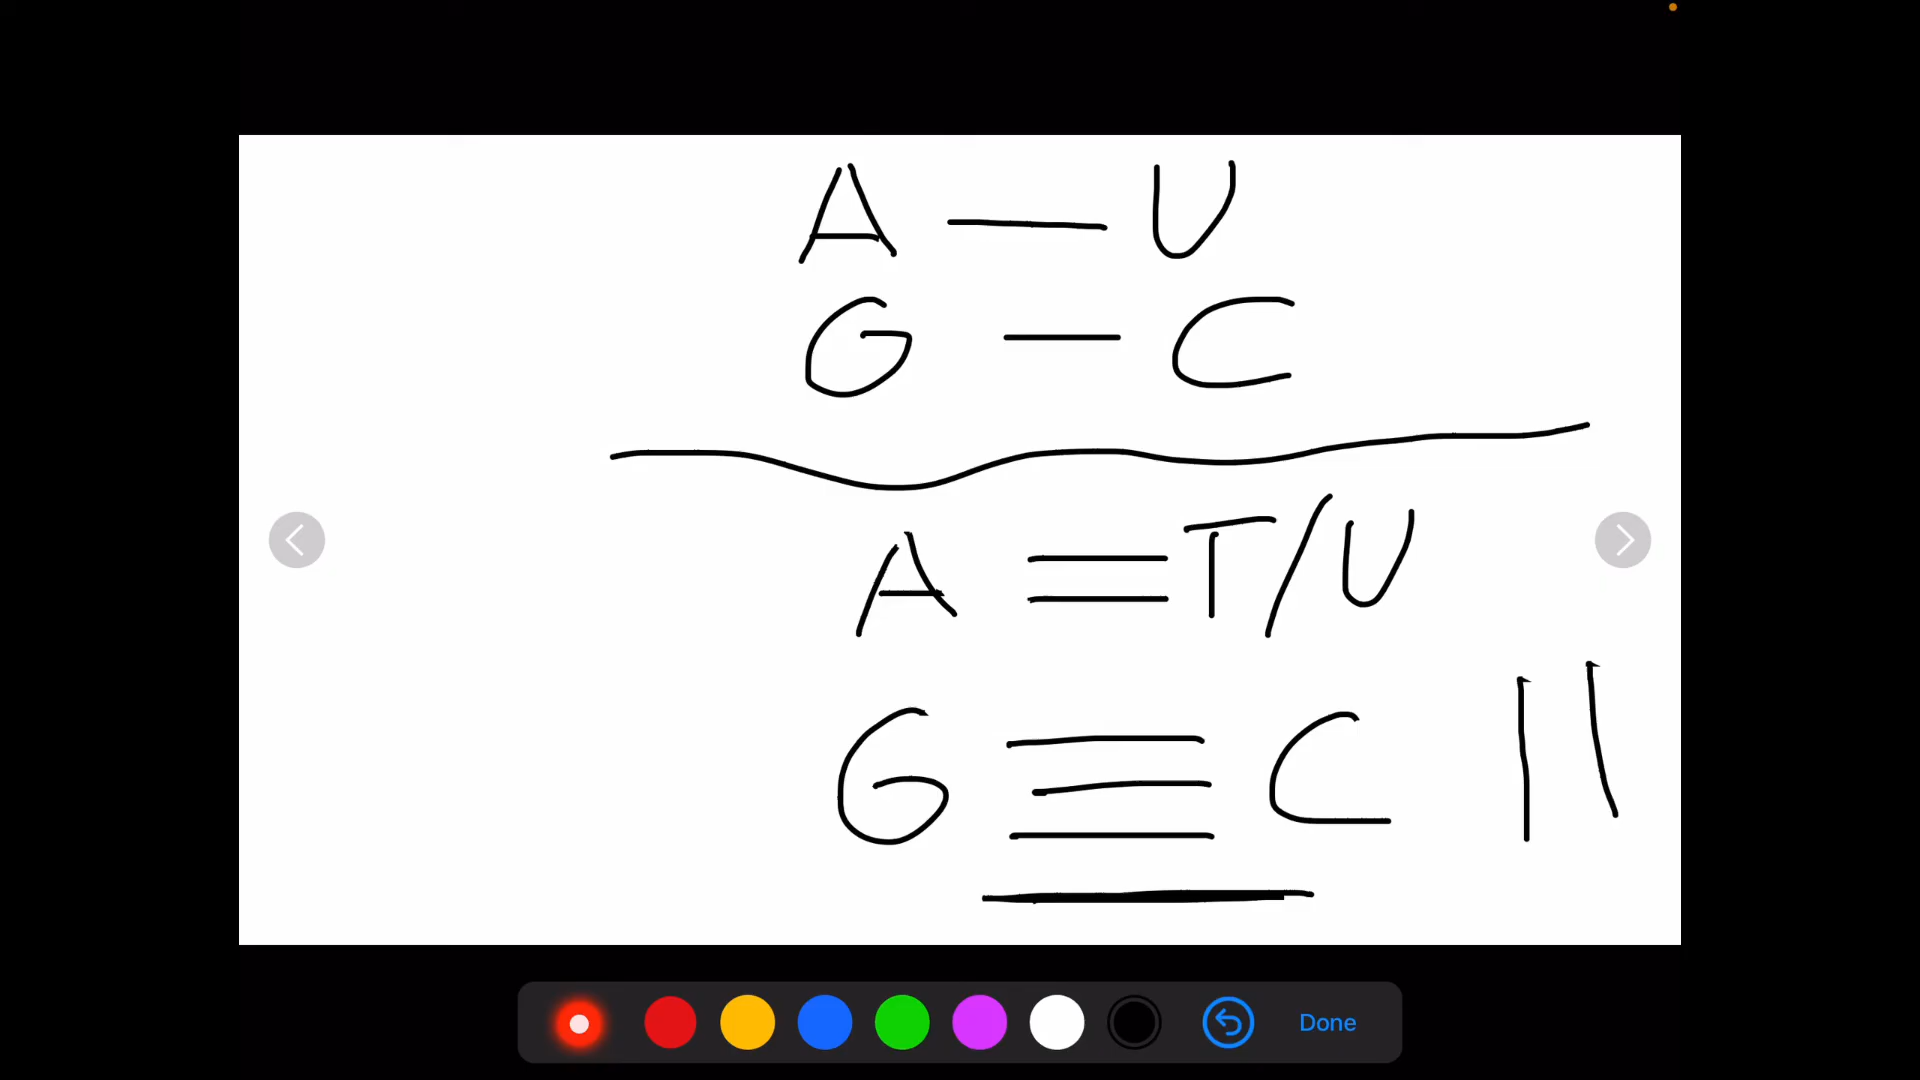 A — U
G — C
A = T/U
G ≡ C ||
Done